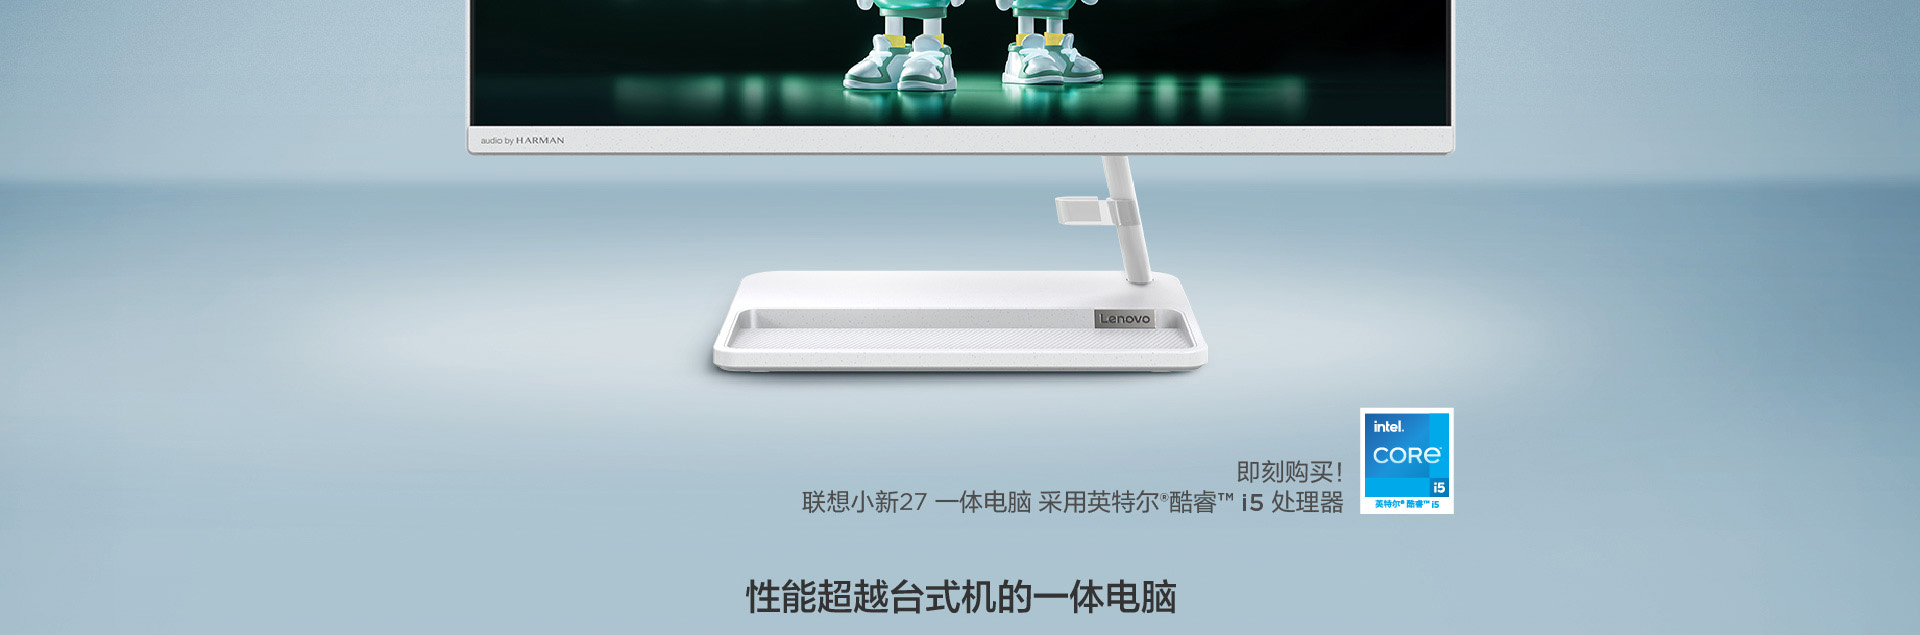 audio by HARMAN
Lenovo
intel.
CORE
i5
英特尔® 酷睿™ i5
即刻购买！
联想小新27 一体电脑 采用英特尔®酷睿™ i5 处理器
性能超越台式机的一体电脑